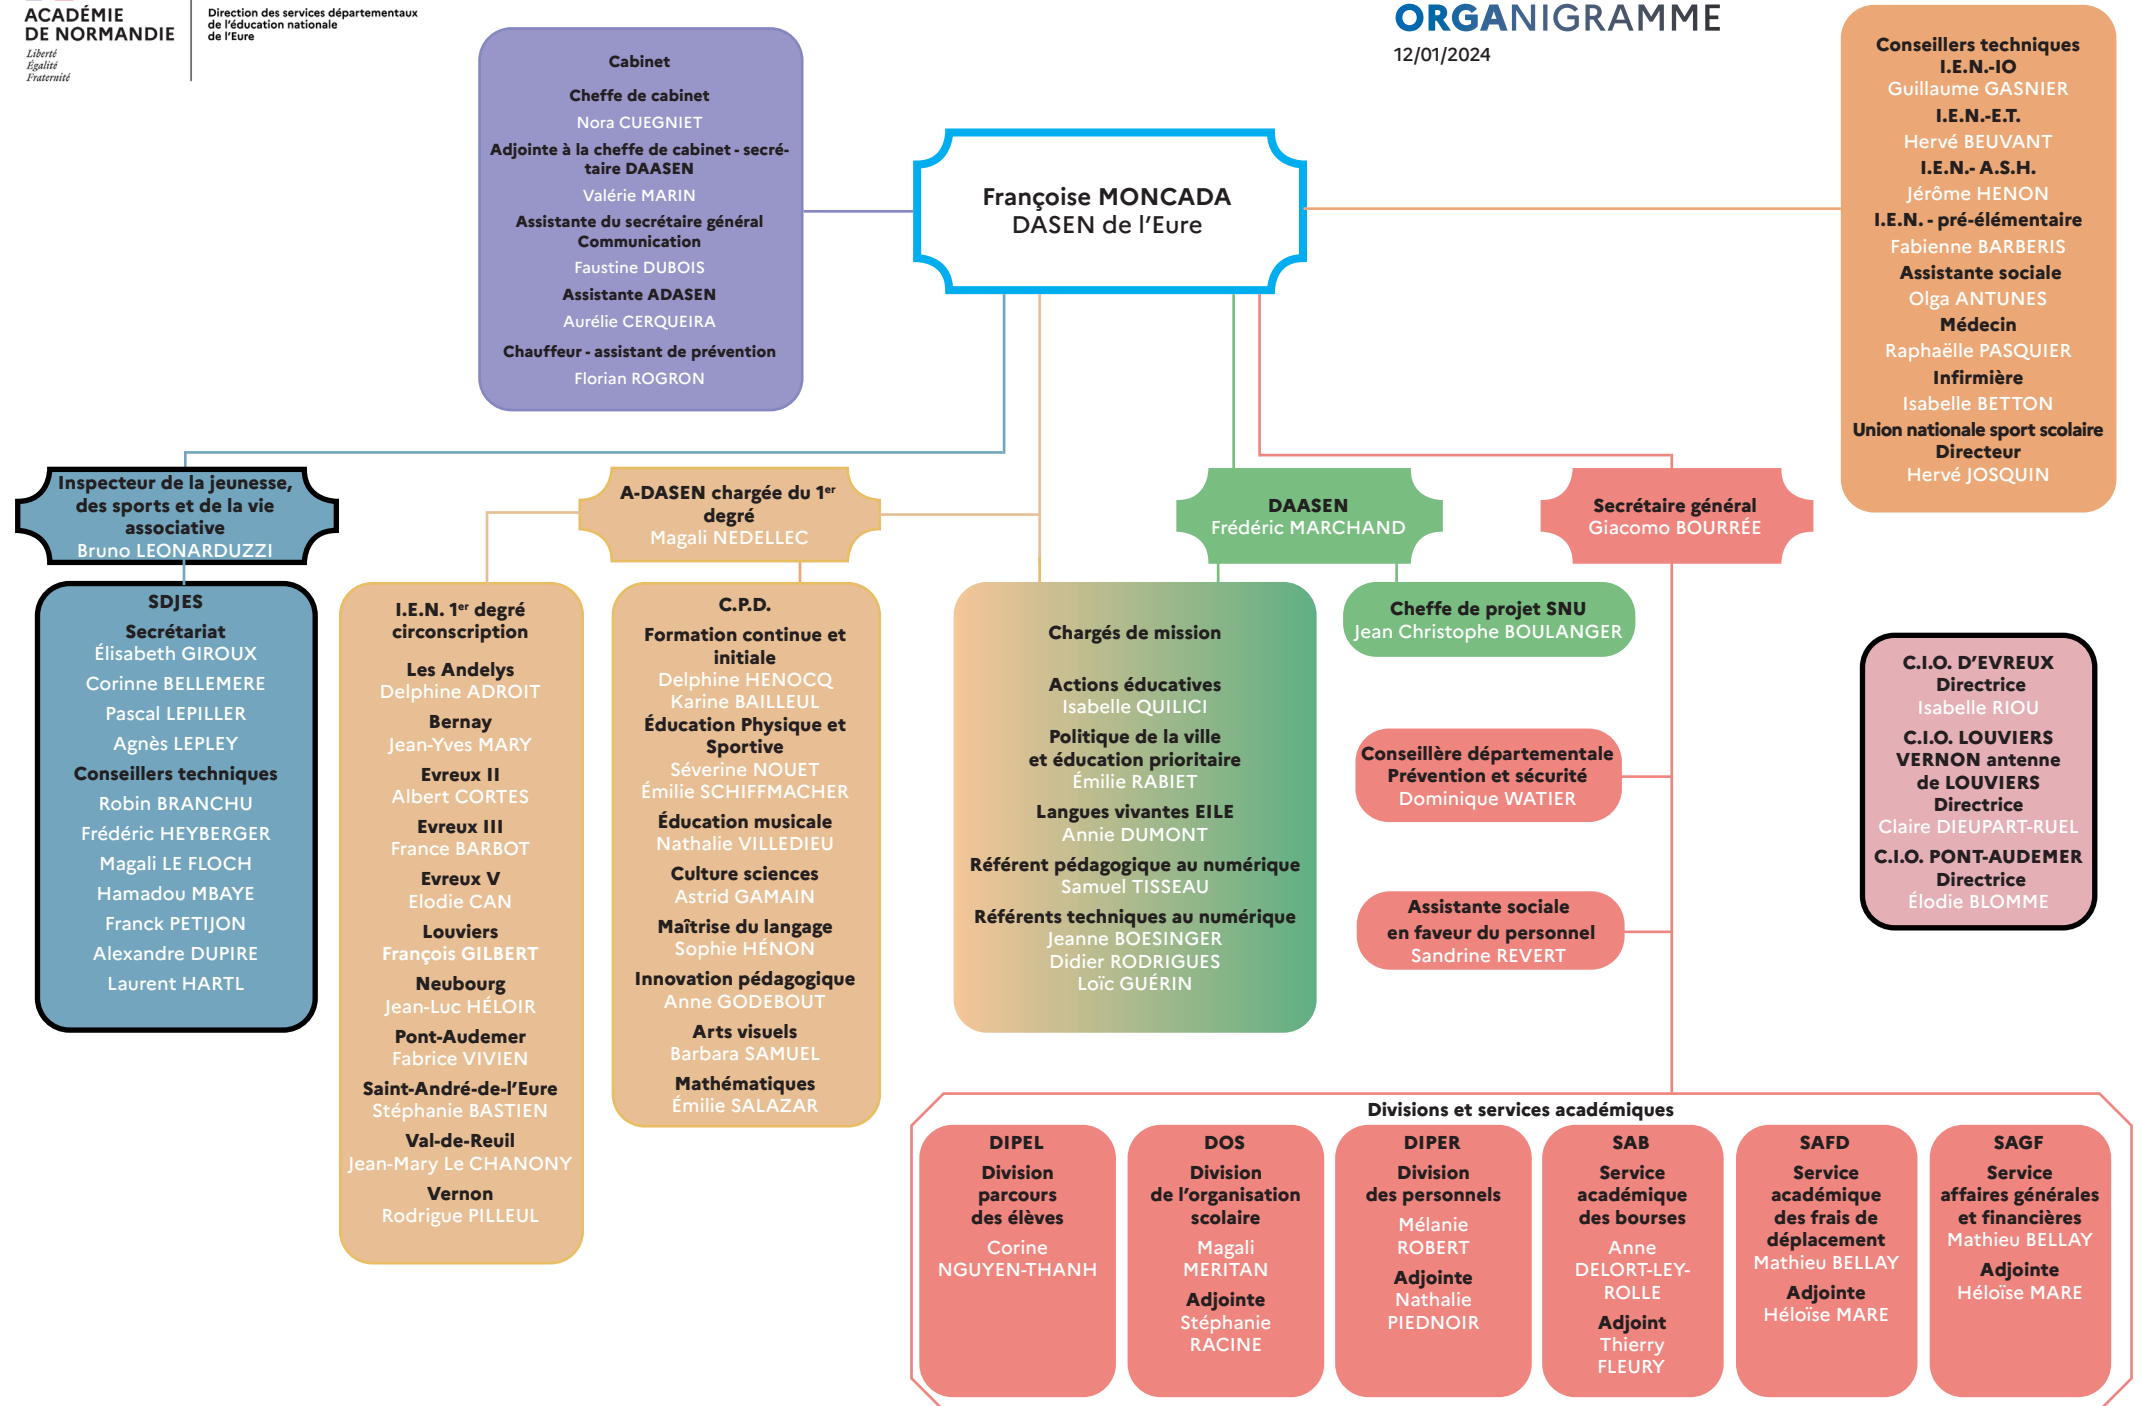 ACADÉMIE
DE NORMANDIE
Liberté
Égalité
Fraternité
Direction des services départementaux
de l'éducation nationale
de l'Eure
ORGANIGRAMME
12/01/2024
Cabinet
Cheffe de cabinet
Nora CUEGNIET
Adjointe à la cheffe de cabinet - secré-
taire DAASEN
Valérie MARIN
Assistante du secrétaire général
Communication
Faustine DUBOIS
Assistante ADASEN
Aurélie CERQUEIRA
Chauffeur - assistant de prévention
Florian ROGRON
Françoise MONCADA
DASEN de l'Eure
Conseillers techniques
I.E.N.-IO
Guillaume GASNIER
I.E.N.-E.T.
Hervé BEUVANT
I.E.N.- A.S.H.
Jérôme HENON
I.E.N. - pré-élémentaire
Fabienne BARBERIS
Assistante sociale
Olga ANTUNES
Médecin
Raphaëlle PASQUIER
Infirmière
Isabelle BETTON
Union nationale sport scolaire
Directeur
Hervé JOSQUIN
Inspecteur de la jeunesse,
des sports et de la vie
associative
Bruno LEONARDUZZI
A-DASEN chargée du 1er
degré
Magali NEDELLEC
DAASEN
Frédéric MARCHAND
Secrétaire général
Giacomo BOURRÉE
SDJES
Secrétariat
Élisabeth GIROUX
Corinne BELLEMERE
Pascal LEPILLER
Agnès LEPLEY
Conseillers techniques
Robin BRANCHU
Frédéric HEYBERGER
Magali LE FLOCH
Hamadou MBAYE
Franck PETIJON
Alexandre DUPIRE
Laurent HARTL
I.E.N. 1er degré
circonscription
Les Andelys
Delphine ADROIT
Bernay
Jean-Yves MARY
Evreux II
Albert CORTES
Evreux III
France BARBOT
Evreux V
Elodie CAN
Louviers
François GILBERT
Neubourg
Jean-Luc HÉLOIR
Pont-Audemer
Fabrice VIVIEN
Saint-André-de-l'Eure
Stéphanie BASTIEN
Val-de-Reuil
Jean-Mary Le CHANONY
Vernon
Rodrigue PILLEUL
C.P.D.
Formation continue et
initiale
Delphine HENOCQ
Karine BAILLEUL
Éducation Physique et
Sportive
Séverine NOUET
Émilie SCHIFFMACHER
Éducation musicale
Nathalie VILLEDIEU
Culture sciences
Astrid GAMAIN
Maîtrise du langage
Sophie HÉNON
Innovation pédagogique
Anne GODEBOUT
Arts visuels
Barbara SAMUEL
Mathématiques
Émilie SALAZAR
Chargés de mission
Actions éducatives
Isabelle QUILICI
Politique de la ville
et éducation prioritaire
Émilie RABIET
Langues vivantes EILE
Annie DUMONT
Référent pédagogique au numérique
Samuel TISSEAU
Référents techniques au numérique
Jeanne BOESINGER
Didier RODRIGUES
Loïc GUÉRIN
Cheffe de projet SNU
Jean Christophe BOULANGER
Conseillère départementale
Prévention et sécurité
Dominique WATIER
Assistante sociale
en faveur du personnel
Sandrine REVERT
C.I.O. D'EVREUX
Directrice
Isabelle RIOU
C.I.O. LOUVIERS
VERNON antenne
de LOUVIERS
Directrice
Claire DIEUPART-RUEL
C.I.O. PONT-AUDEMER
Directrice
Élodie BLOMME
Divisions et services académiques
DIPEL
Division
parcours
des élèves
Corine
NGUYEN-THANH
DOS
Division
de l'organisation
scolaire
Magali
MERITAN
Adjointe
Stéphanie
RACINE
DIPER
Division
des personnels
Mélanie
ROBERT
Adjointe
Nathalie
PIEDNOIR
SAB
Service
académique
des bourses
Anne
DELORT-LEY-
ROLLE
Adjoint
Thierry
FLEURY
SAFD
Service
académique
des frais de
déplacement
Mathieu BELLAY
Adjointe
Héloïse MARE
SAGF
Service
affaires générales
et financières
Mathieu BELLAY
Adjointe
Héloïse MARE